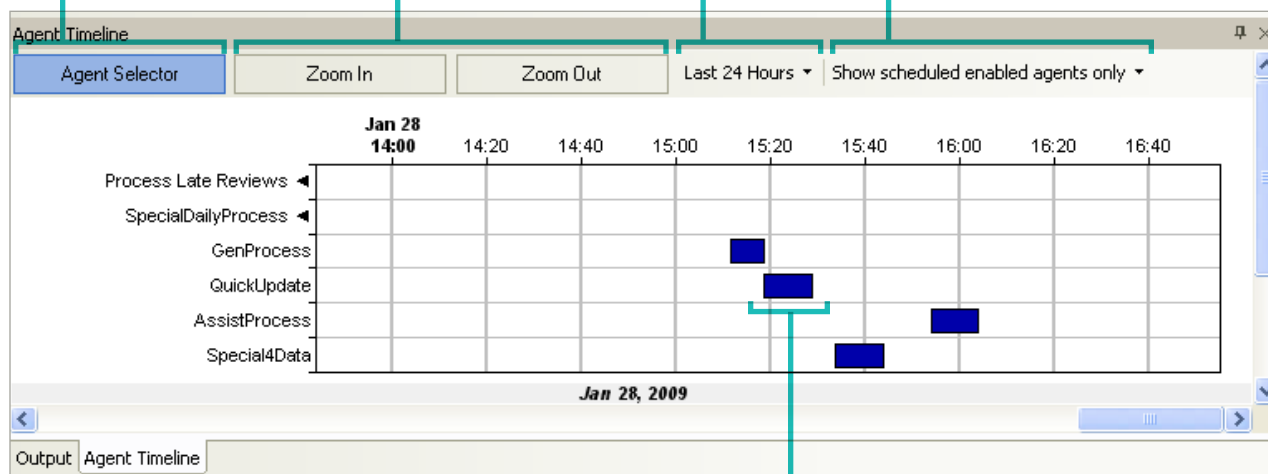 Agent Timeline
Agent Selector Zoom In Zoom Out Last 24 Hours Show scheduled enabled agents only
Jan 28
14:00 14:20 14:40 15:00 15:20 15:40 16:00 16:20 16:40
Process Late Reviews
SpecialDailyProcess
GenProcess
QuickUpdate
AssistProcess
Special4Data
Jan 28, 2009
Output Agent Timeline